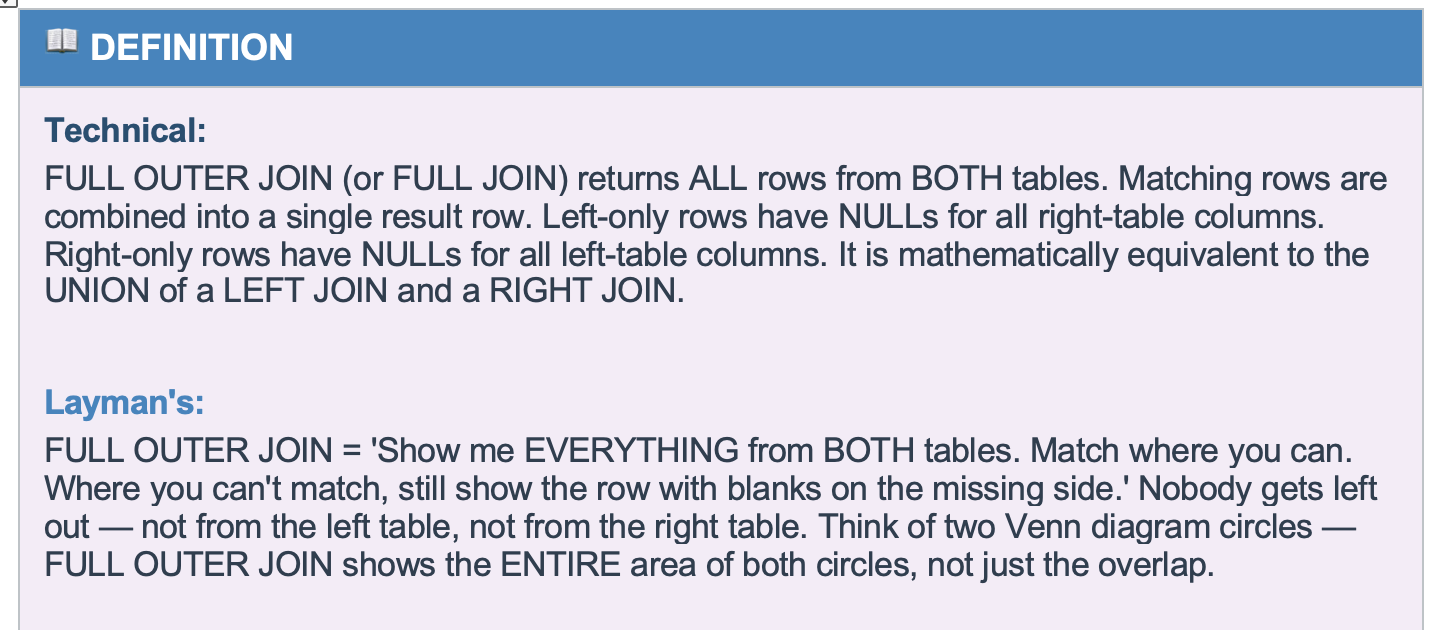 📖 DEFINITION
Technical:
FULL OUTER JOIN (or FULL JOIN) returns ALL rows from BOTH tables. Matching rows are
combined into a single result row. Left-only rows have NULLs for all right-table columns.
Right-only rows have NULLs for all left-table columns. It is mathematically equivalent to the
UNION of a LEFT JOIN and a RIGHT JOIN.
Layman's:
FULL OUTER JOIN = 'Show me EVERYTHING from BOTH tables. Match where you can.
Where you can't match, still show the row with blanks on the missing side.' Nobody gets left
out — not from the left table, not from the right table. Think of two Venn diagram circles —
FULL OUTER JOIN shows the ENTIRE area of both circles, not just the overlap.